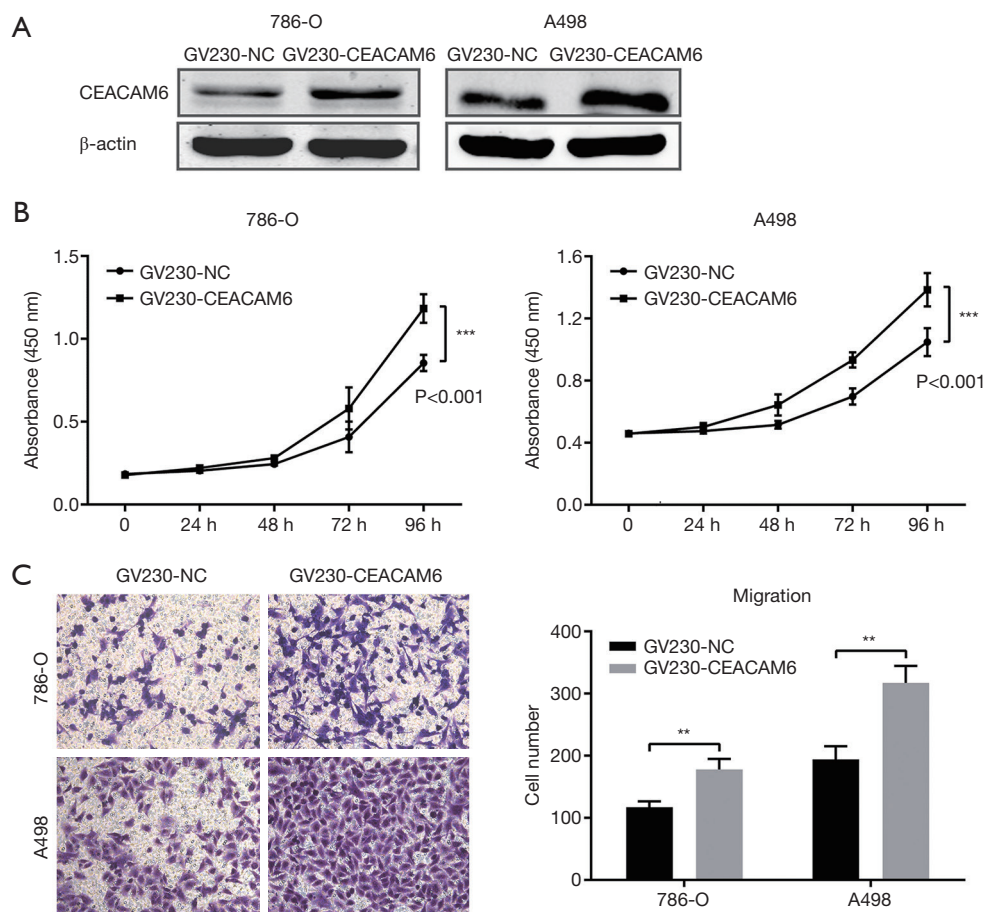 A
786-O
A498
GV230-NC GV230-CEACAM6
GV230-NC GV230-CEACAM6
CEACAM6
β-actin
B
786-O
Absorbance (450 nm)
1.5
1.0
0.5
0.0
GV230-NC
GV230-CEACAM6
***
P<0.001
0 24 h 48 h 72 h 96 h
A498
Absorbance (450 nm)
1.6
1.2
0.8
0.4
0.0
GV230-NC
GV230-CEACAM6
***
P<0.001
0 24 h 48 h 72 h 96 h
C
GV230-NC GV230-CEACAM6
786-O
A498
Migration
Cell number
400
300
200
100
0
GV230-NC
GV230-CEACAM6
**
**
786-O A498